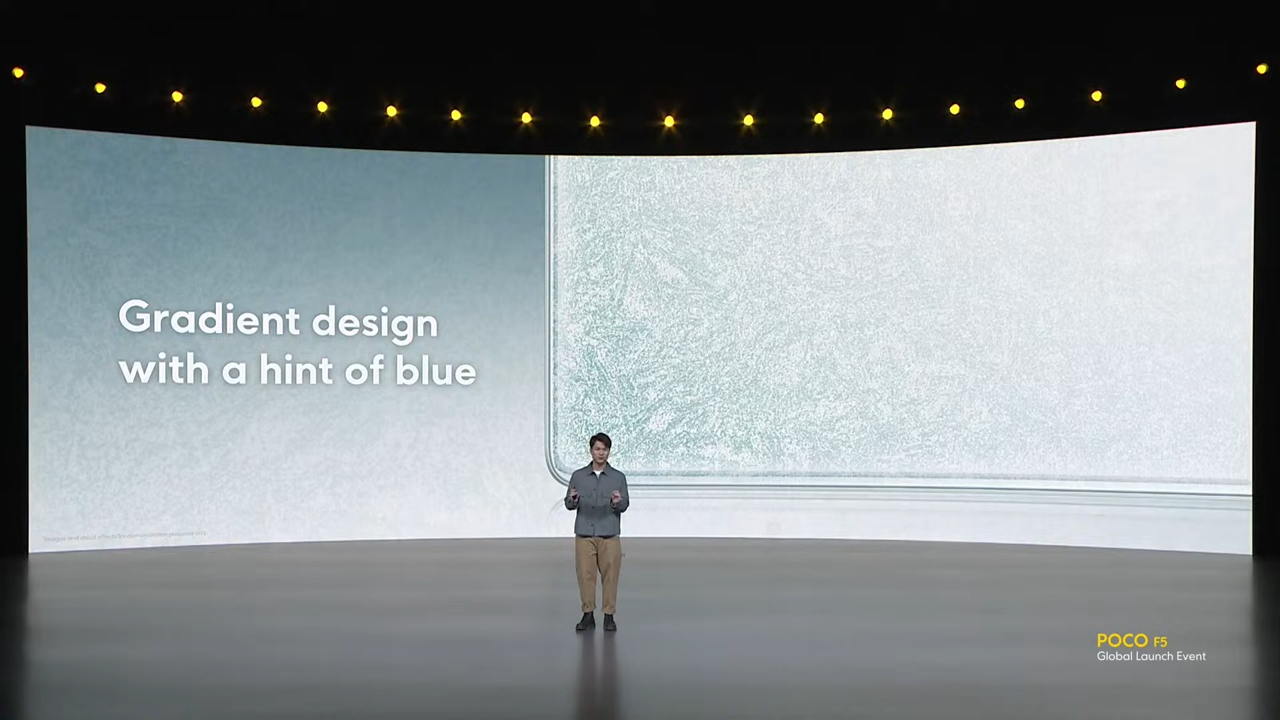 Gradient design
with a hint of blue
POCO F5
Global Launch Event